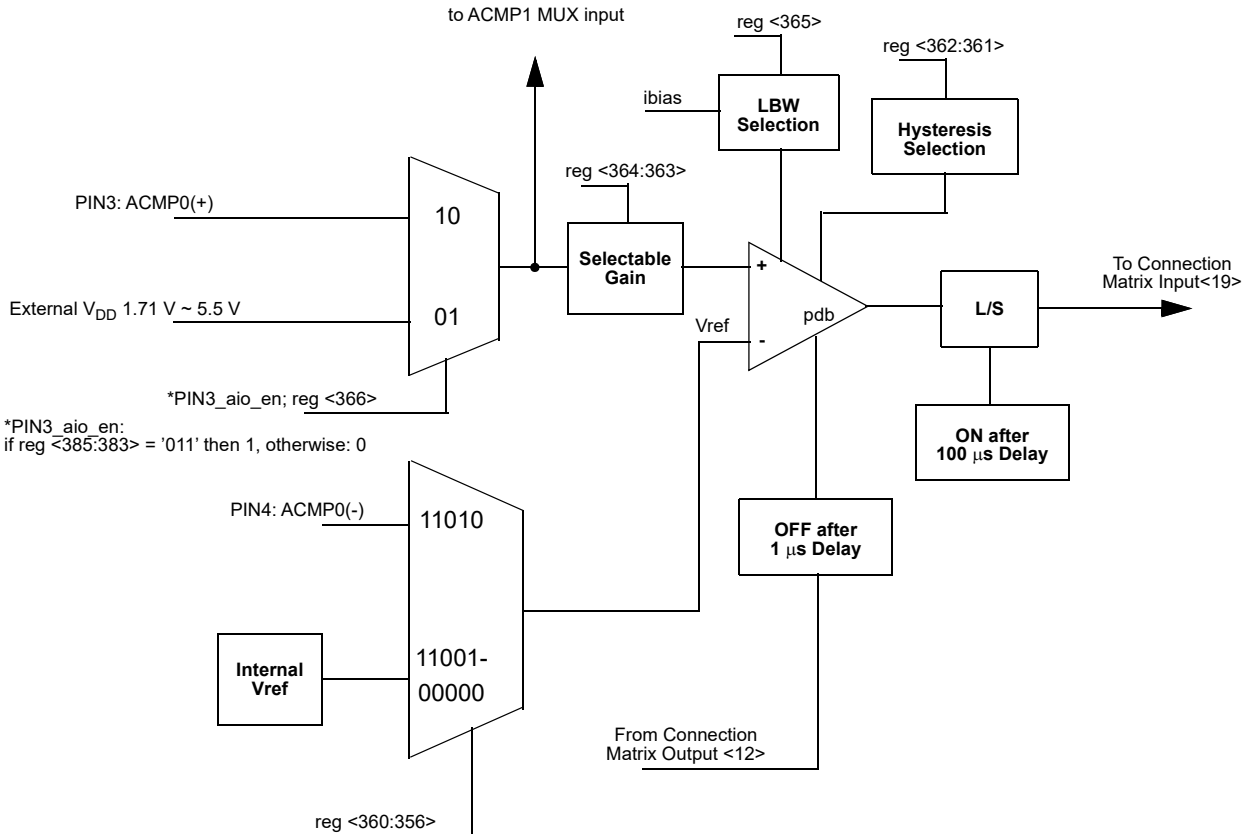 to ACMP1 MUX input
reg <365>
reg <362:361>
ibias
LBW
Selection
Hysteresis
Selection
reg <364:363>
PIN3: ACMP0(+)
10
Selectable
Gain
+
To Connection
Matrix Input<19>
External VDD 1.71 V ~ 5.5 V
01
Vref
pdb
-
L/S
*PIN3_aio_en; reg <366>
*PIN3_aio_en:
if reg <385:383> = ’011’ then 1, otherwise: 0
ON after
100 μs Delay
PIN4: ACMP0(-)
11010
OFF after
1 μs Delay
Internal
Vref
11001-
00000
From Connection
Matrix Output <12>
reg <360:356>